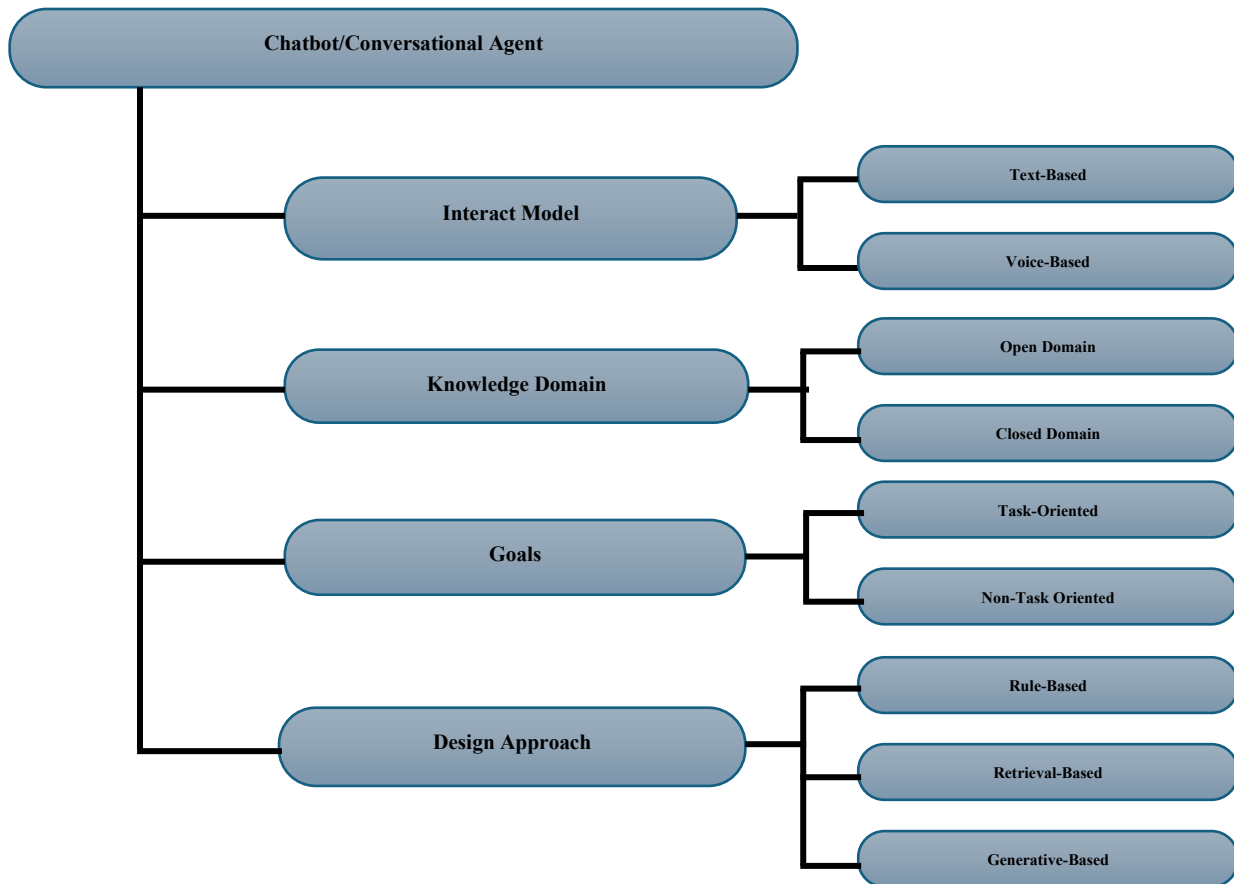 Chatbot/Conversational Agent
Interact Model
Text-Based
Voice-Based
Knowledge Domain
Open Domain
Closed Domain
Goals
Task-Oriented
Non-Task Oriented
Design Approach
Rule-Based
Retrieval-Based
Generative-Based